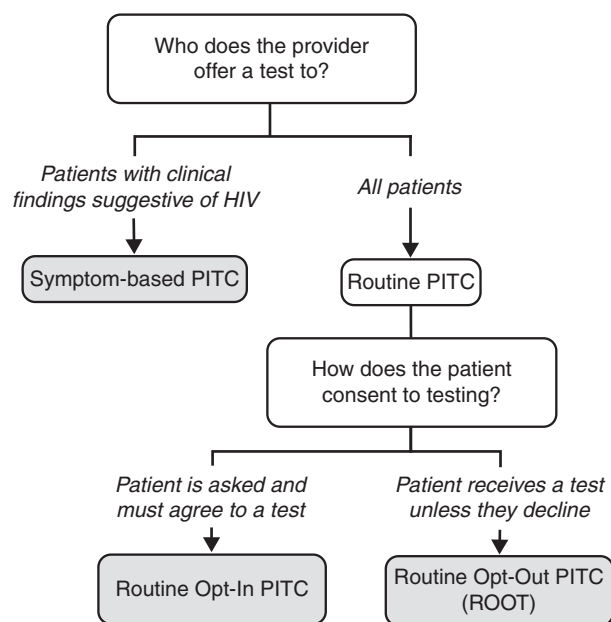 Who does the provider
offer a test to?
Patients with clinical
findings suggestive of HIV
All patients
Symptom-based PITC
Routine PITC
How does the patient
consent to testing?
Patient is asked and
must agree to a test
Patient receives a test
unless they decline
Routine Opt-In PITC
Routine Opt-Out PITC
(ROOT)